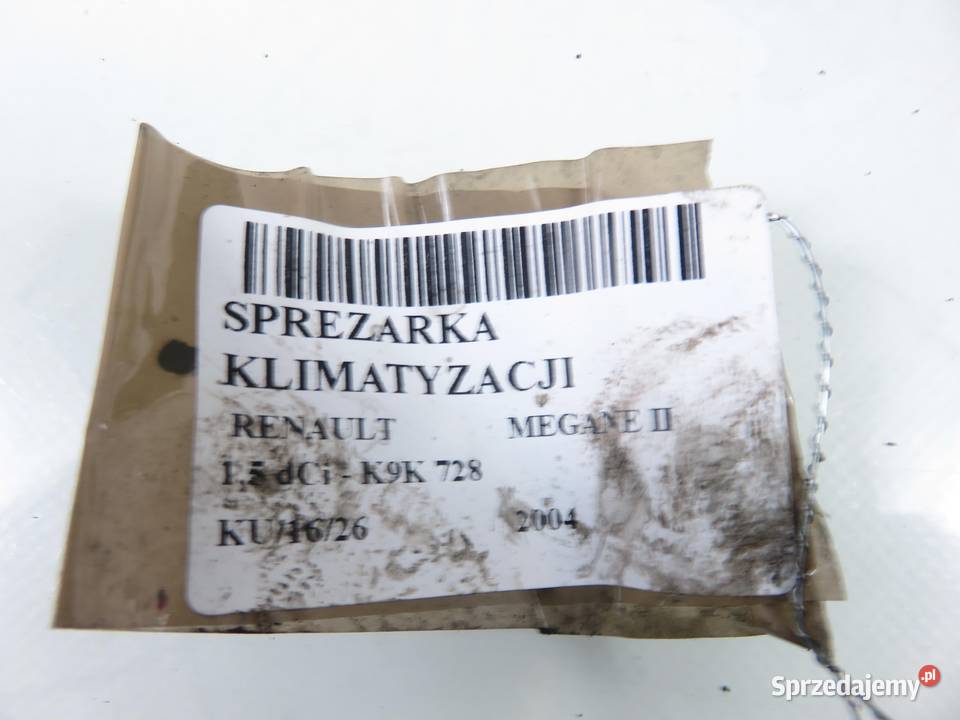 SPREZARKA
KLIMATYZACJI
RENAULT MEGANE II
1,5 dCi - K9K 728
KU/16/26 2004
Sprzedajemy.pl